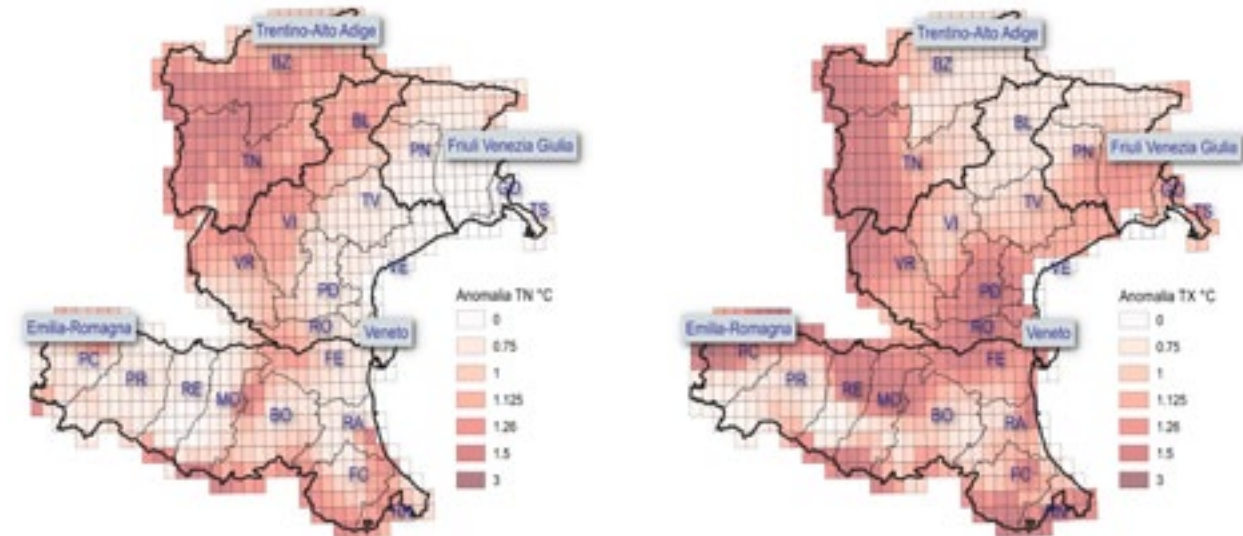 Trentino-Alto Adige
BZ
BL
PN
Friuli Venezia Giulia
TN
GO
TS
TV
VI
VR
VE
PD
Anomalia TN °C
0
0.75
1
1.125
1.26
1.5
3
RO
Veneto
Emilia-Romagna
PC
PR
RE
MO
FE
BO
RA
FC
Trentino-Alto Adige
BZ
BL
PN
Friuli Venezia Giulia
TN
GO
TS
TV
VI
VR
VE
PD
Anomalia TX °C
0
0.75
1
1.125
1.26
1.5
3
RO
Veneto
Emilia-Romagna
PC
PR
RE
MO
FE
BO
RA
FC